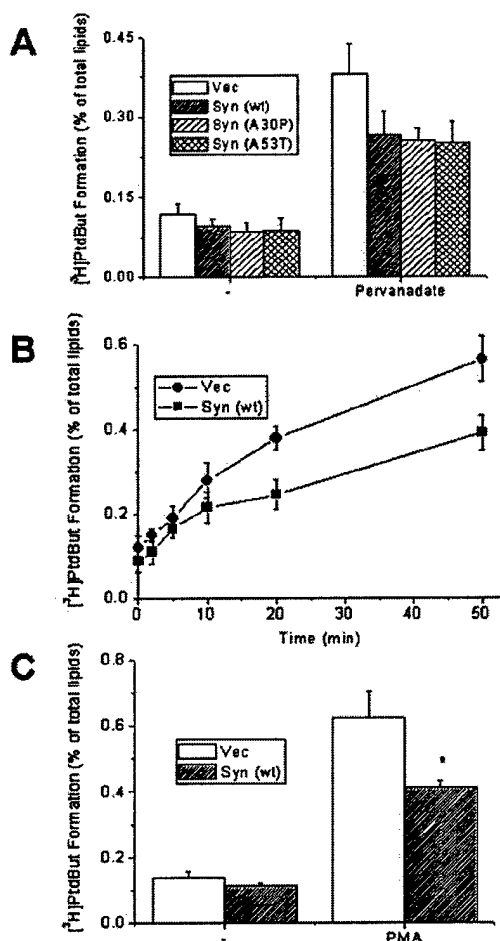 A
[³H]PtdBut Formation (% of total lipids)
0.45
0.30
0.15
0.00
Vec
Syn (wt)
Syn (A30P)
Syn (A53T)
-
Pervanadate
B
[³H]PtdBut Formation (% of total lipids)
0.6
0.4
0.2
0.0
Vec
Syn (wt)
0
10
20
30
40
50
60
Time (min)
C
[³H]PtdBut Formation (% of total lipids)
0.8
0.6
0.4
0.2
0.0
Vec
Syn (wt)
*
-
PMA